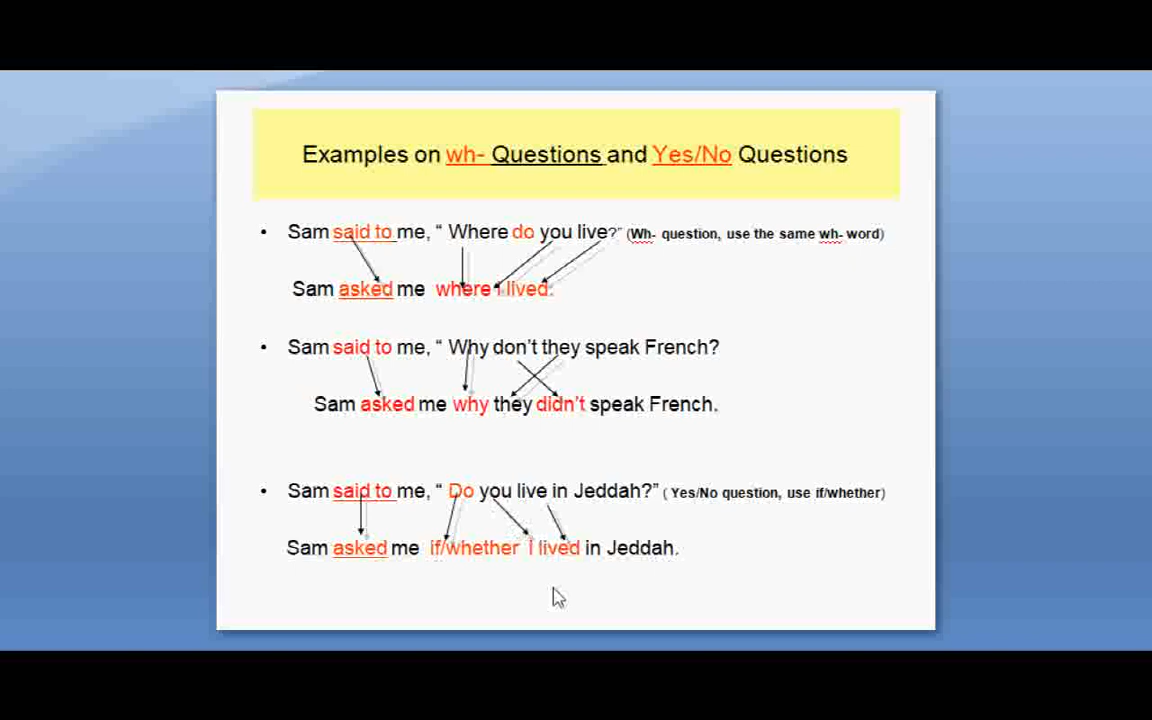 Examples on wh- Questions and Yes/No Questions
• Sam said to me, “ Where do you live?” (Wh- question, use the same wh- word)
Sam asked me where I lived.
• Sam said to me, “ Why don’t they speak French?
Sam asked me why they didn’t speak French.
• Sam said to me, “ Do you live in Jeddah?” ( Yes/No question, use if/whether)
Sam asked me if/whether I lived in Jeddah.